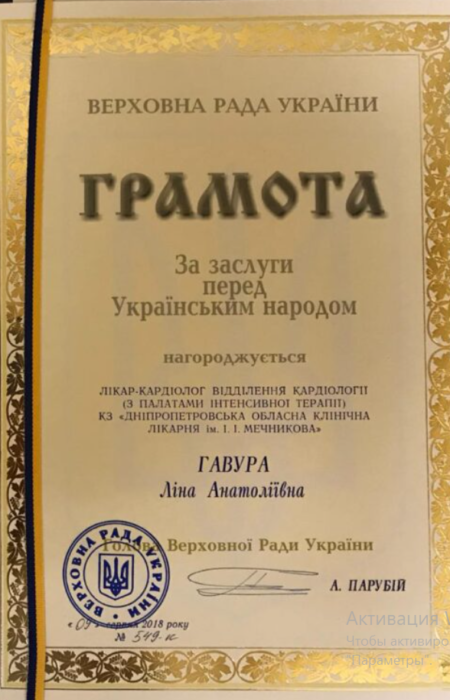 ВЕРХОВНА РАДА УКРАЇНИ
ГРАМОТА
За заслуги
перед
Українським народом
нагороджується
ЛІКАР-КАРДІОЛОГ ВІДДІЛЕННЯ КАРДІОЛОГІЇ
(З ПАЛАТАМИ ІНТЕНСИВНОЇ ТЕРАПІЇ)
КЗ «ДНІПРОПЕТРОВСЬКА ОБЛАСНА КЛІНІЧНА
ЛІКАРНЯ ім. І. І. МЕЧНИКОВА»
ГАВУРА
Ліна Анатоліївна
Голова Верховної Ради України
А. ПАРУБІЙ
ВЕРХОВНА РАДА УКРАЇНИ
« 09 » серпня 2018 року
№ 549-к
Активация
Чтобы активиро
Параметры